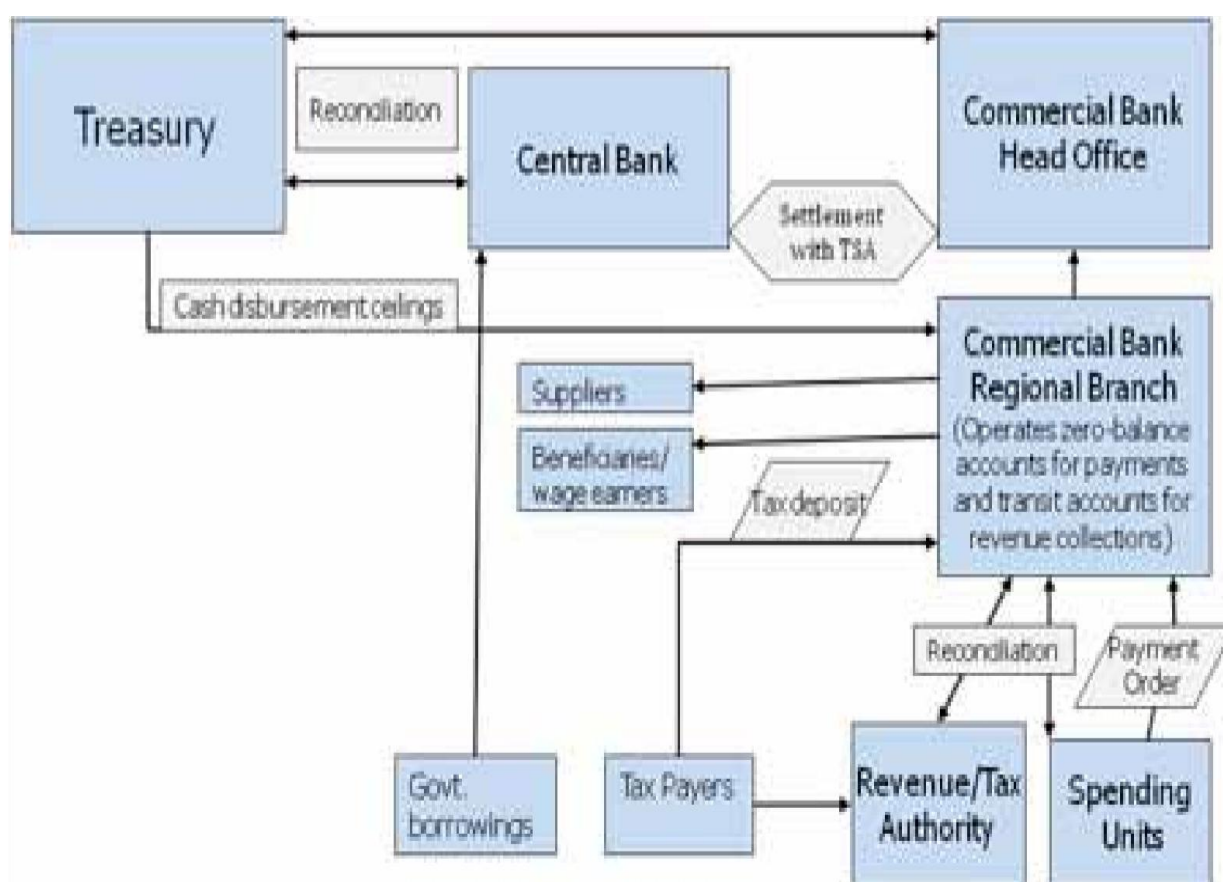 Treasury
Reconciliation
Central Bank
Commercial Bank
Head Office
Settlement
with TSA
Cash disbursement ceilings
Commercial Bank
Regional Branch
(Operates zero-balance
accounts for payments
and transit accounts for
revenue collections)
Suppliers
Beneficiaries/
wage earners
Tax deposit
Reconciliation
Payment
Order
Govt.
borrowings
Tax Payers
Revenue/Tax
Authority
Spending
Units